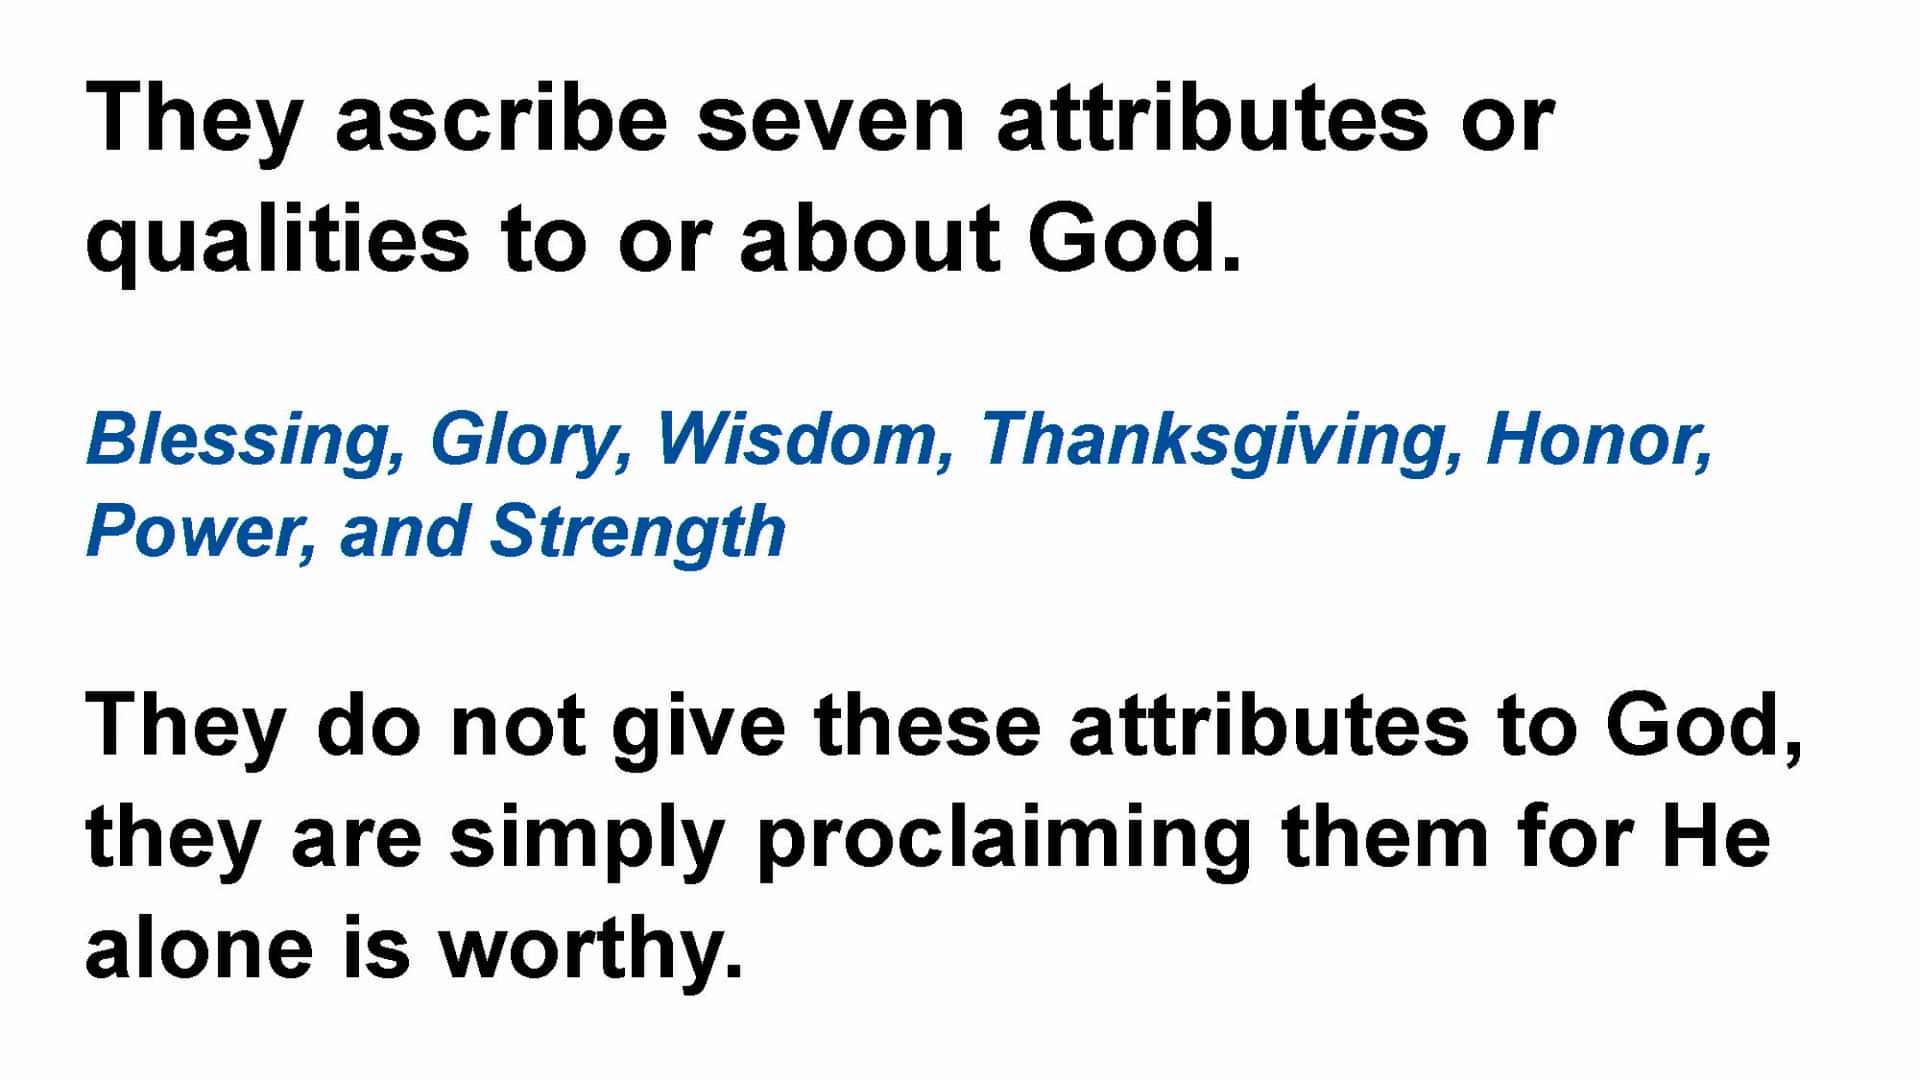 They ascribe seven attributes or
qualities to or about God.
Blessing, Glory, Wisdom, Thanksgiving, Honor,
Power, and Strength
They do not give these attributes to God,
they are simply proclaiming them for He
alone is worthy.